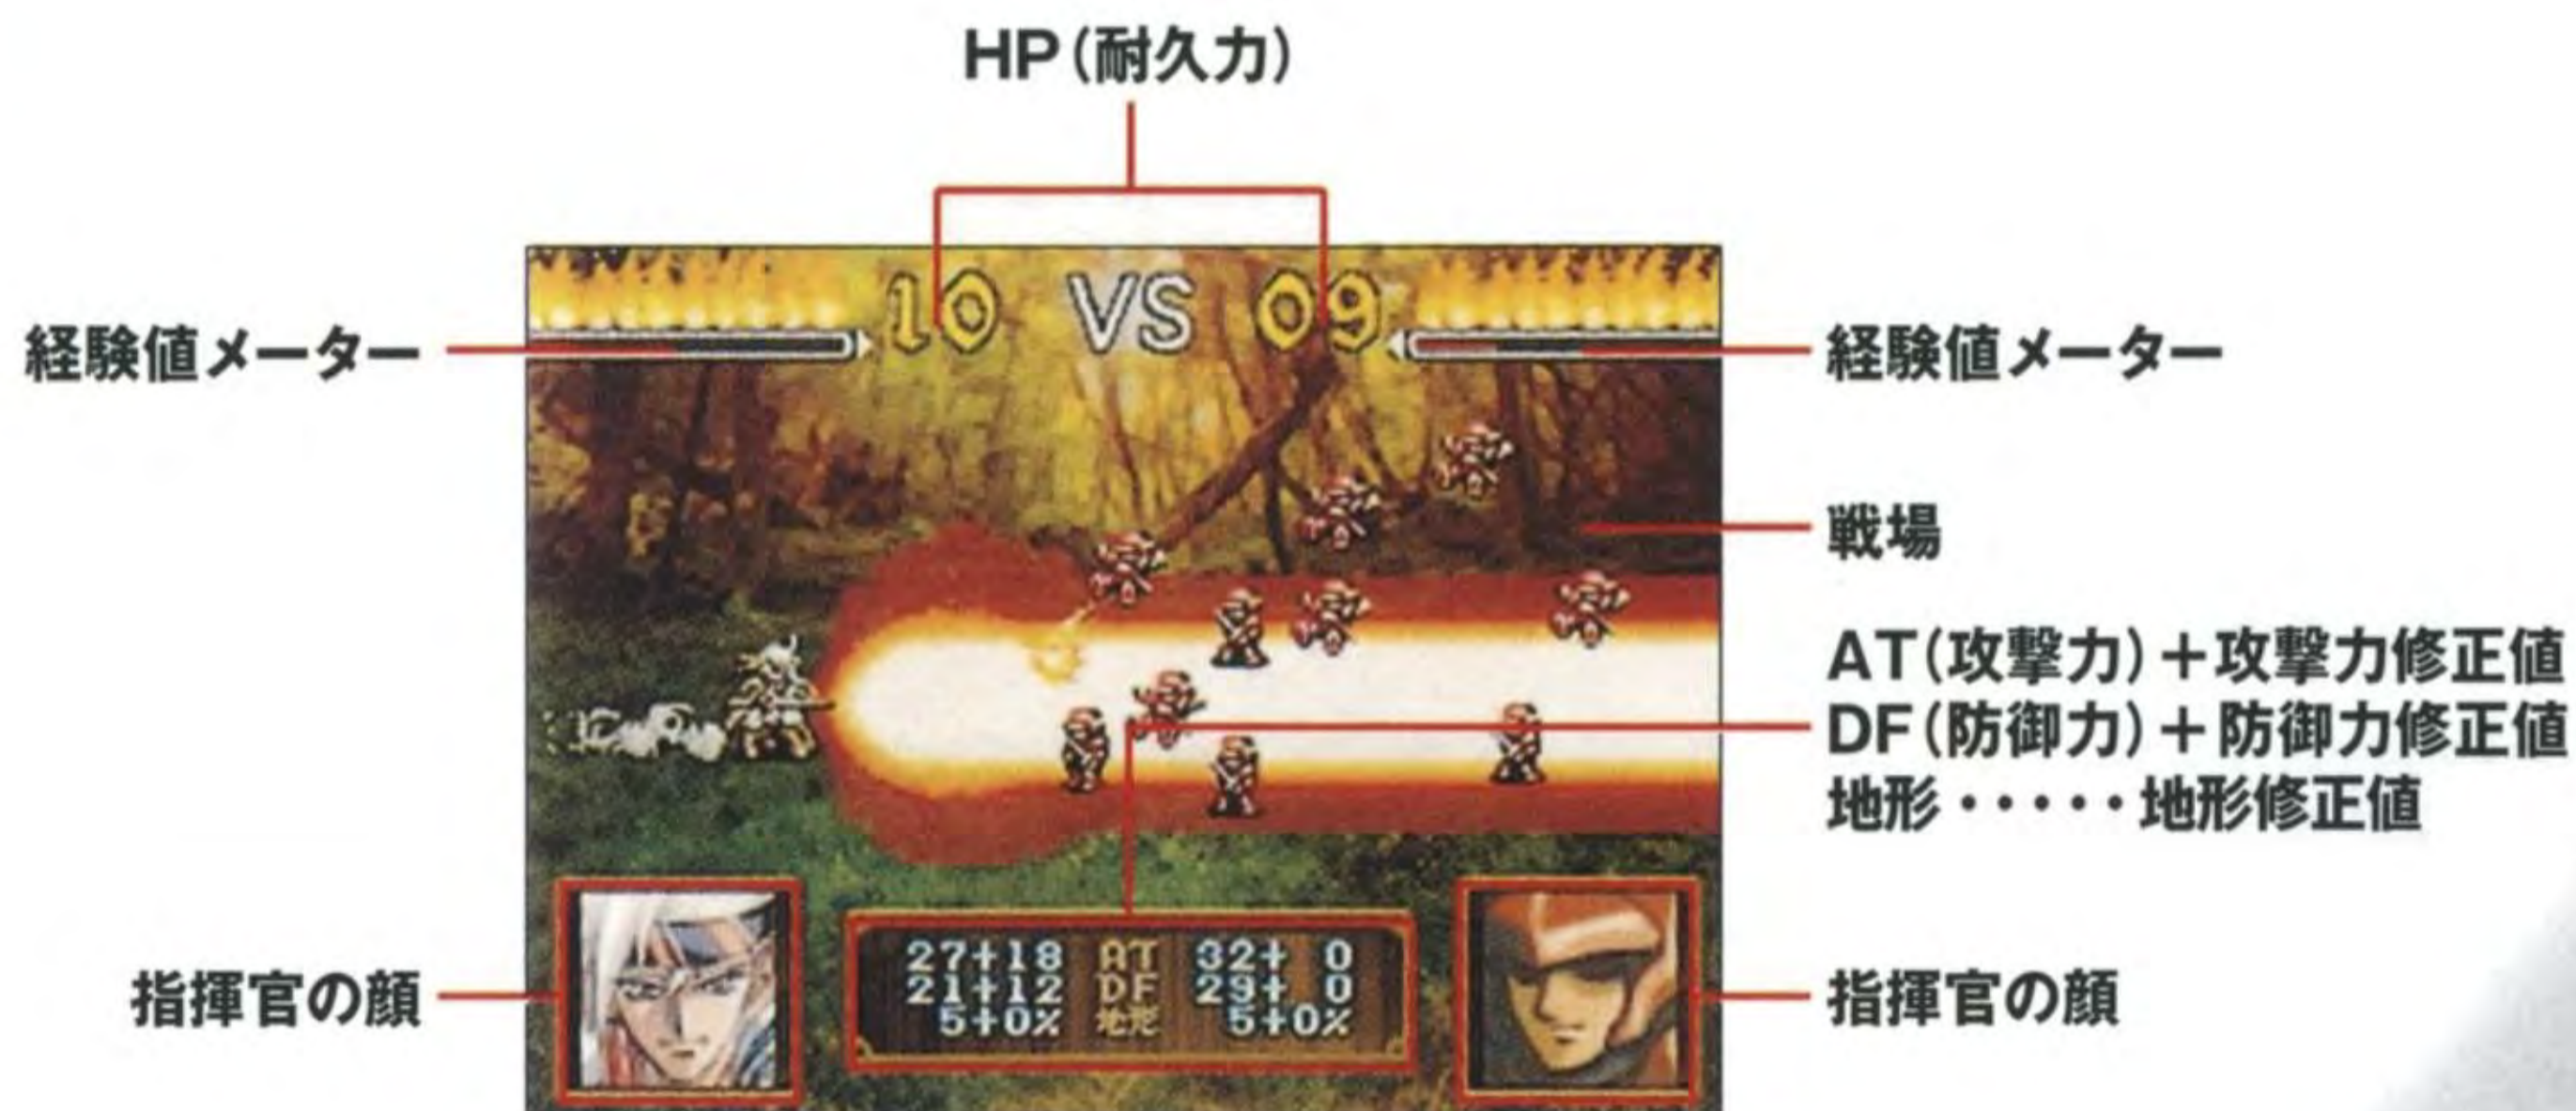 HP(耐久力)
10 VS 09
経験値メーター
経験値メーター
戦場
AT(攻撃力)+攻撃力修正値
DF(防御力)+防御力修正値
地形・・・・・地形修正値
27+18 AT 32+ 0
21+12 DF 29+ 0
5+0% 地形 5+0%
指揮官の顔
指揮官の顔